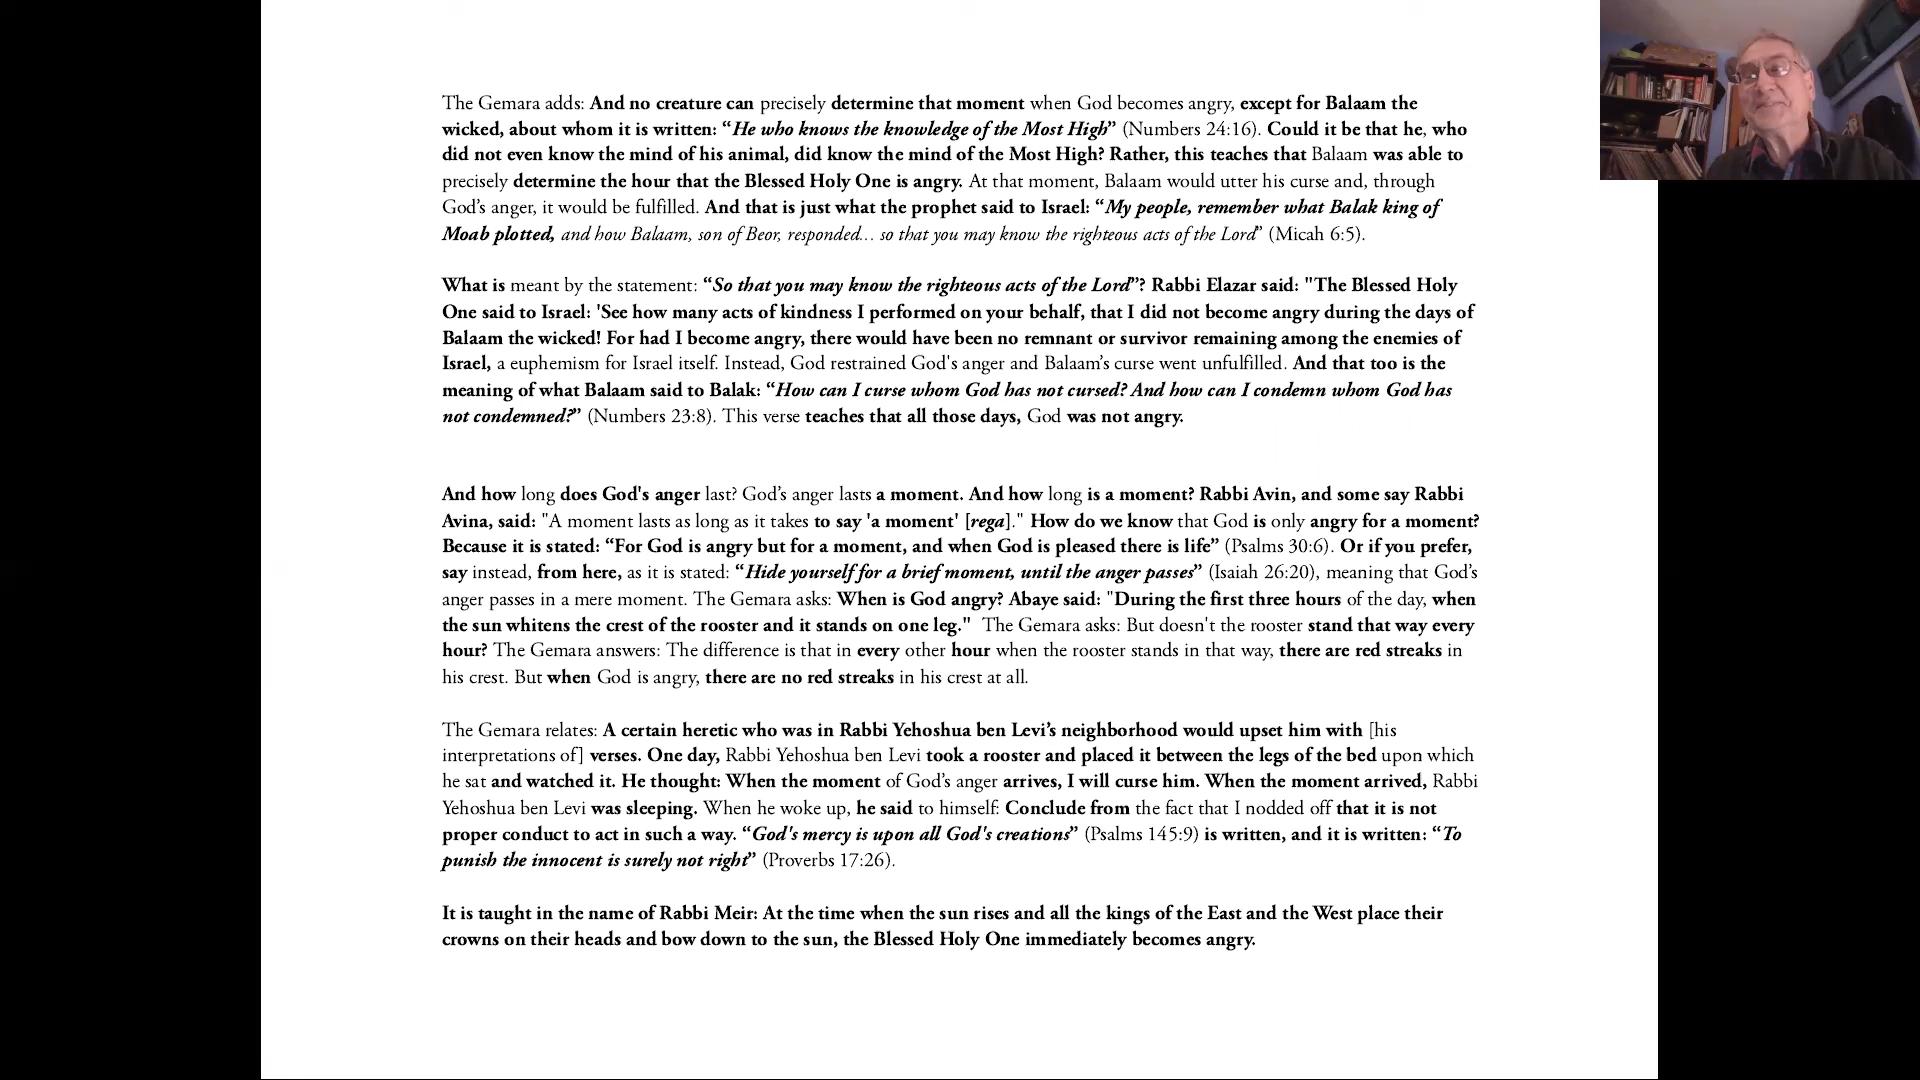 The Gemara adds: And no creature can precisely determine that moment when God becomes angry, except for Balaam the
wicked, about whom it is written: “He who knows the knowledge of the Most High” (Numbers 24:16). Could it be that he, who
did not even know the mind of his animal, did know the mind of the Most High? Rather, this teaches that Balaam was able to
precisely determine the hour that the Blessed Holy One is angry. At that moment, Balaam would utter his curse and, through
God’s anger, it would be fulfilled. And that is just what the prophet said to Israel: “My people, remember what Balak king of
Moab plotted, and how Balaam, son of Beor, responded... so that you may know the righteous acts of the Lord” (Micah 6:5).
What is meant by the statement: “So that you may know the righteous acts of the Lord”? Rabbi Elazar said: "The Blessed Holy
One said to Israel: 'See how many acts of kindness I performed on your behalf, that I did not become angry during the days of
Balaam the wicked! For had I become angry, there would have been no remnant or survivor remaining among the enemies of
Israel, a euphemism for Israel itself. Instead, God restrained God's anger and Balaam’s curse went unfulfilled. And that too is the
meaning of what Balaam said to Balak: “How can I curse whom God has not cursed? And how can I condemn whom God has
not condemned?” (Numbers 23:8). This verse teaches that all those days, God was not angry.
And how long does God's anger last? God’s anger lasts a moment. And how long is a moment? Rabbi Avin, and some say Rabbi
Avina, said: "A moment lasts as long as it takes to say 'a moment' [rega]." How do we know that God is only angry for a moment?
Because it is stated: “For God is angry but for a moment, and when God is pleased there is life” (Psalms 30:6). Or if you prefer,
say instead, from here, as it is stated: “Hide yourself for a brief moment, until the anger passes” (Isaiah 26:20), meaning that God’s
anger passes in a mere moment. The Gemara asks: When is God angry? Abaye said: "During the first three hours of the day, when
the sun whitens the crest of the rooster and it stands on one leg." The Gemara asks: But doesn't the rooster stand that way every
hour? The Gemara answers: The difference is that in every other hour when the rooster stands in that way, there are red streaks in
his crest. But when God is angry, there are no red streaks in his crest at all.
The Gemara relates: A certain heretic who was in Rabbi Yehoshua ben Levi’s neighborhood would upset him with [his
interpretations of] verses. One day, Rabbi Yehoshua ben Levi took a rooster and placed it between the legs of the bed upon which
he sat and watched it. He thought: When the moment of God’s anger arrives, I will curse him. When the moment arrived, Rabbi
Yehoshua ben Levi was sleeping. When he woke up, he said to himself: Conclude from the fact that I nodded off that it is not
proper conduct to act in such a way. “God's mercy is upon all God's creations” (Psalms 145:9) is written, and it is written: “To
punish the innocent is surely not right” (Proverbs 17:26).
It is taught in the name of Rabbi Meir: At the time when the sun rises and all the kings of the East and the West place their
crowns on their heads and bow down to the sun, the Blessed Holy One immediately becomes angry.